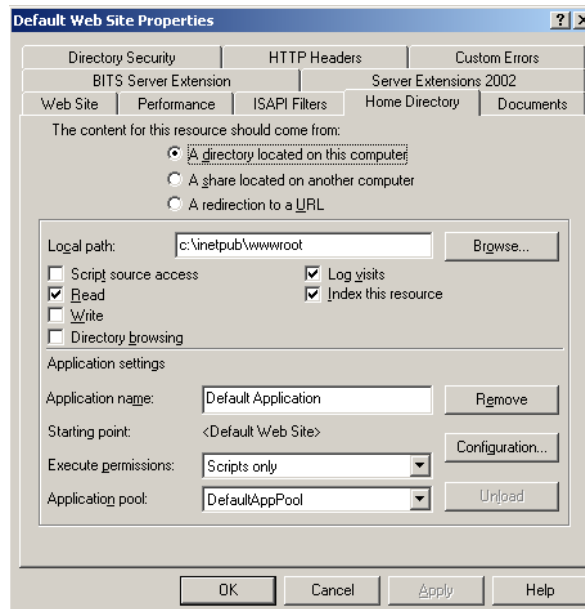 Default Web Site Properties ? X
Directory Security HTTP Headers Custom Errors
BITS Server Extension Server Extensions 2002
Web Site Performance ISAPI Filters Home Directory Documents
The content for this resource should come from:
A directory located on this computer
A share located on another computer
A redirection to a URL
Local path: c:\inetpub\wwwroot Browse...
Script source access Log visits
Read Index this resource
Write
Directory browsing
Application settings
Application name: Default Application Remove
Starting point: <Default Web Site>
Configuration...
Execute permissions: Scripts only
Application pool: DefaultAppPool Unload
OK Cancel Apply Help